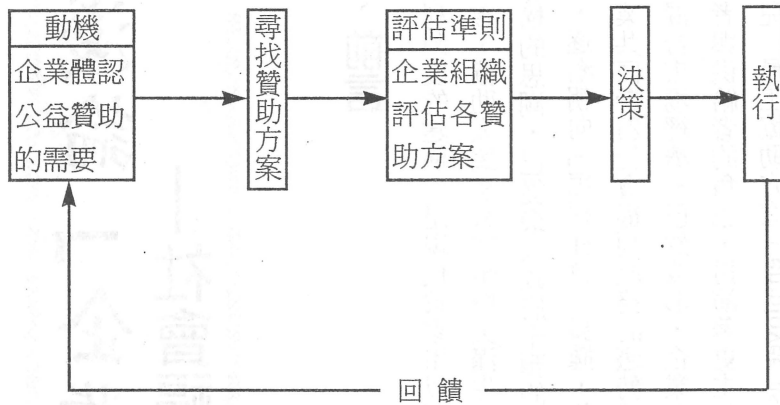 動機
企業體認
公益贊助
的需要
尋找贊助方案
評估準則
企業組織
評估各贊
助方案
決策
執行
回饋